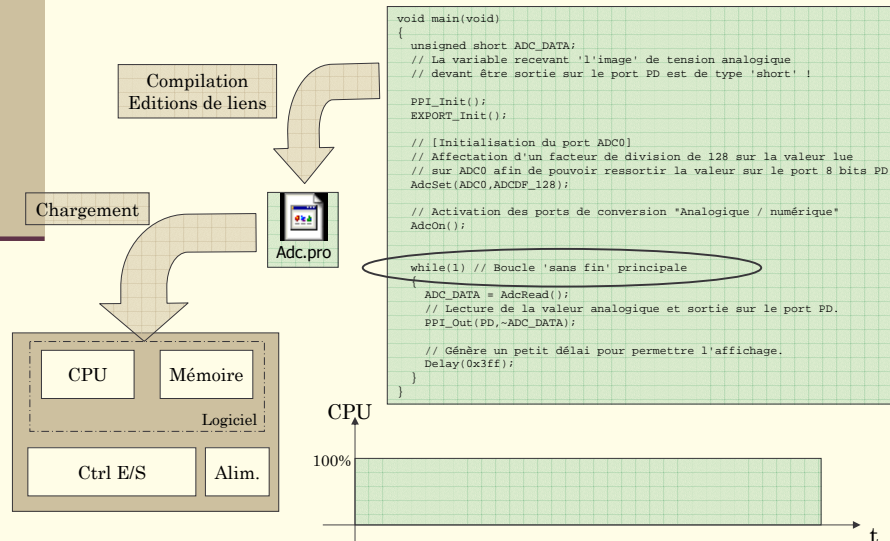 void main(void)
{
unsigned short ADC_DATA;
// La variable recevant 'l'image' de tension analogique
// devant être sortie sur le port PD est de type 'short' !
PPI_Init();
EXPORT_Init();
// [Initialisation du port ADC0]
// Affectation d'un facteur de division de 128 sur la valeur lue
// sur ADC0 afin de pouvoir ressortir la valeur sur le port 8 bits PD
AdcSet(ADC0,ADCDF_128);
// Activation des ports de conversion "Analogique / numérique"
AdcOn();
while(1) // Boucle 'sans fin' principale
{
ADC_DATA = AdcRead();
// Lecture de la valeur analogique et sortie sur le port PD.
PPI_Out(PD,~ADC_DATA);
// Génère un petit délai pour permettre l'affichage.
Delay(0x3ff);
}
}
Compilation
Editions de liens
Adc.pro
Chargement
CPU
Mémoire
Logiciel
Ctrl E/S
Alim.
CPU
100%
t